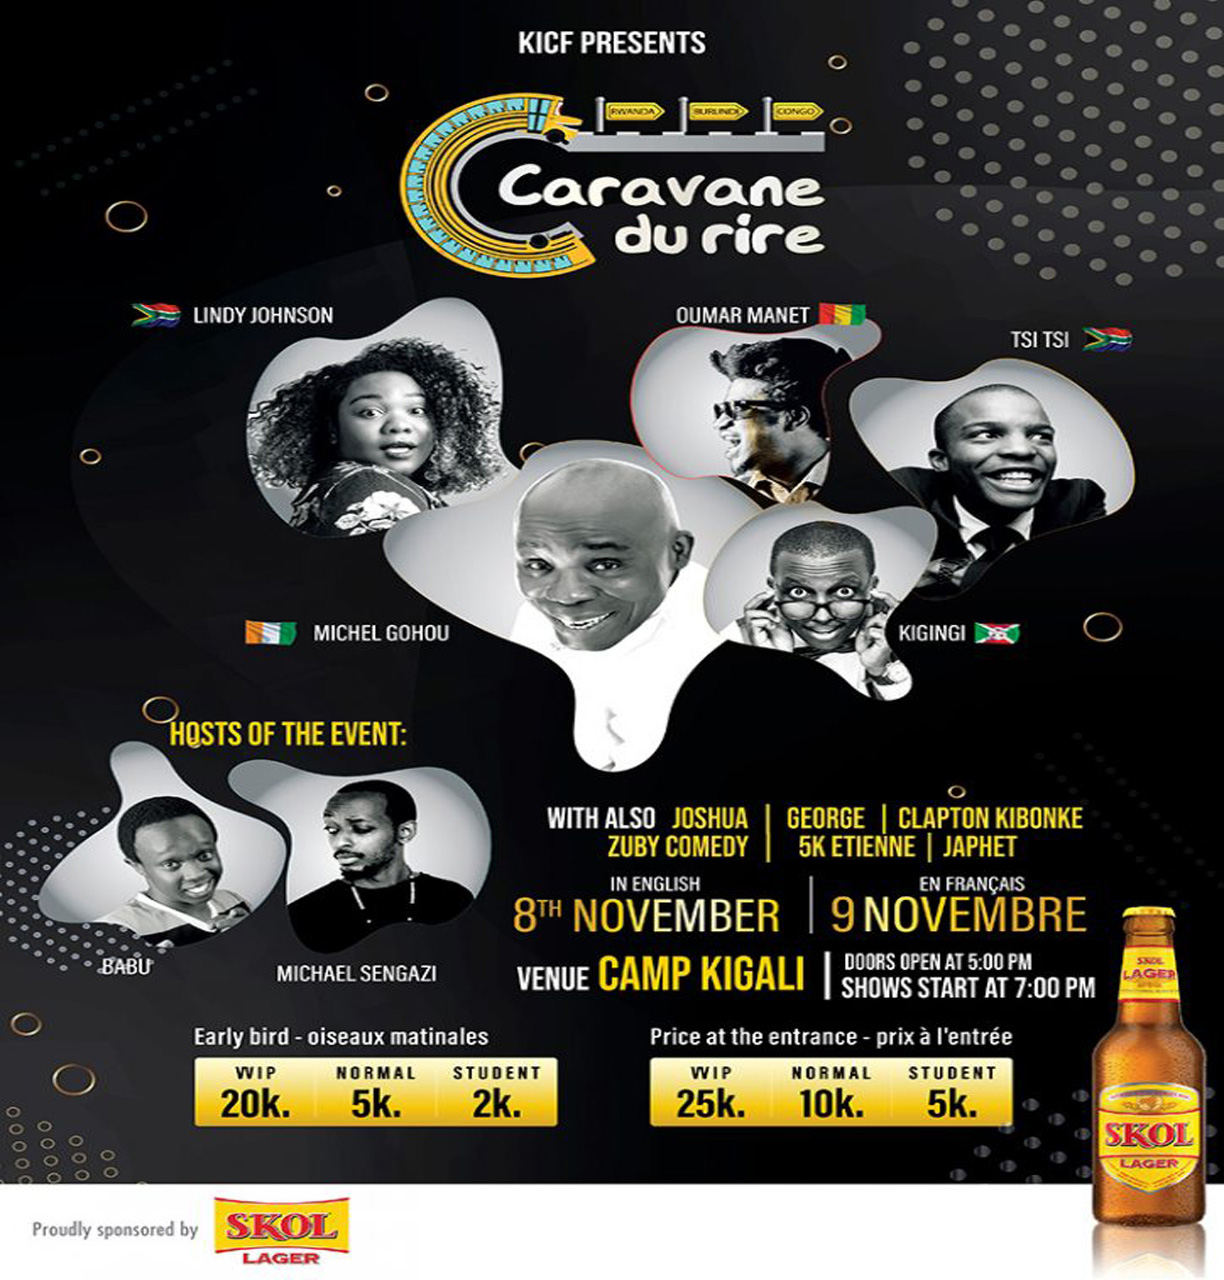 KICF PRESENTS
RWANDA BURUNDI CONGO
Caravane
du rire
LINDY JOHNSON
OUMAR MANET
TSI TSI
MICHEL GOHOU
KIGINGI
HOSTS OF THE EVENT:
BABU
MICHAEL SENGAZI
WITH ALSO JOSHUA | GEORGE | CLAPTON KIBONKE
ZUBY COMEDY | 5K ETIENNE | JAPHET
IN ENGLISH
8TH NOVEMBER
EN FRANÇAIS
9 NOVEMBRE
VENUE CAMP KIGALI
DOORS OPEN AT 5:00 PM
SHOWS START AT 7:00 PM
Early bird - oiseaux matinales
VVIP NORMAL STUDENT
20k. 5k. 2k.
Price at the entrance - prix à l'entrée
VVIP NORMAL STUDENT
25k. 10k. 5k.
SKOL
LAGER
SKOL
LAGER
Proudly sponsored by
SKOL
LAGER